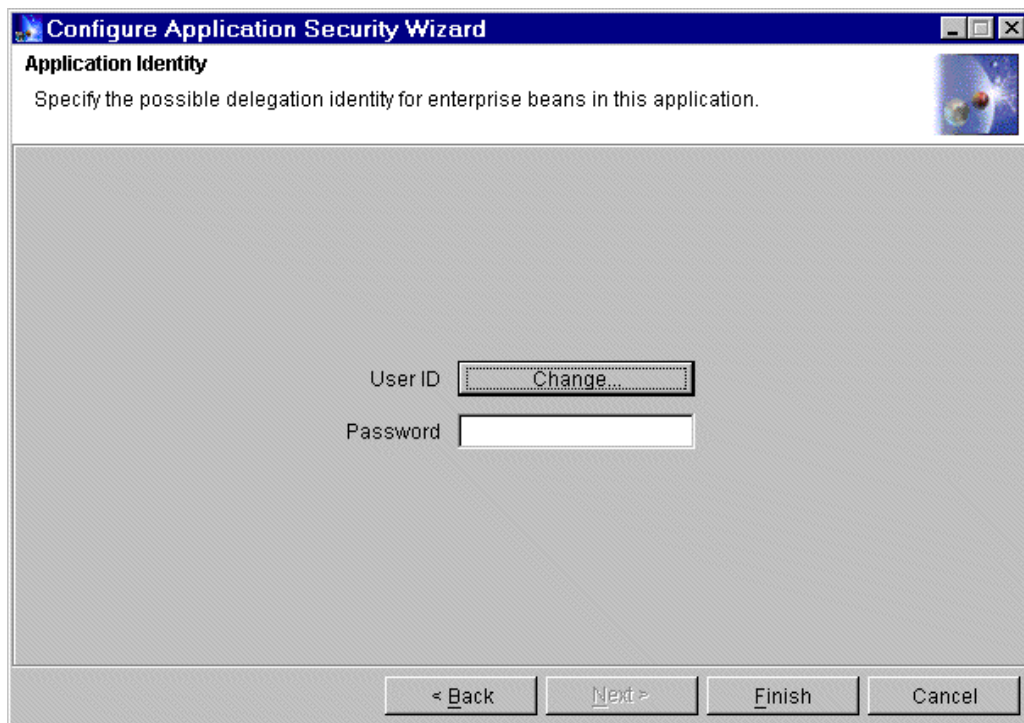 Configure Application Security Wizard
Application Identity
Specify the possible delegation identity for enterprise beans in this application.
User ID Change...
Password
< Back Next > Finish Cancel